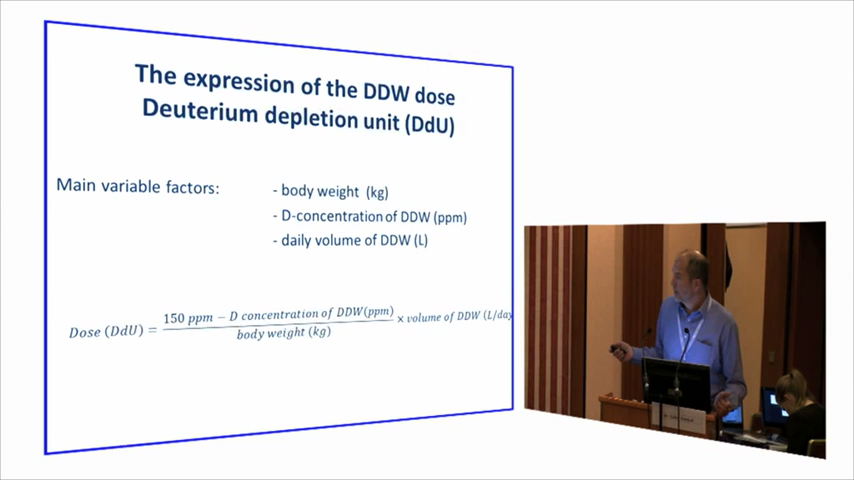 The expression of the DDW dose
Deuterium depletion unit (DdU)
Main variable factors:
- body weight (kg)
- D-concentration of DDW (ppm)
- daily volume of DDW (L)
Dose (DdU) = 150 ppm − D concentration of DDW(ppm) / body weight (kg) × volume of DDW (L/day